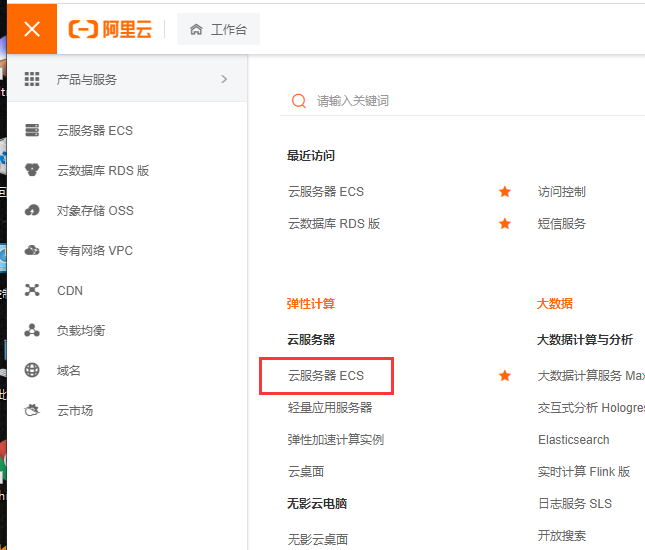 阿里云 工作台
产品与服务
云服务器 ECS
云数据库 RDS 版
对象存储 OSS
专有网络 VPC
CDN
负载均衡
域名
云市场
请输入关键词
最近访问
云服务器 ECS
访问控制
云数据库 RDS 版
短信服务
弹性计算
云服务器
云服务器 ECS
轻量应用服务器
弹性加速计算实例
云桌面
无影云电脑
无影云桌面
大数据
大数据计算与分析
大数据计算服务 Max
交互式分析 Hologres
Elasticsearch
实时计算 Flink 版
日志服务 SLS
开放搜索